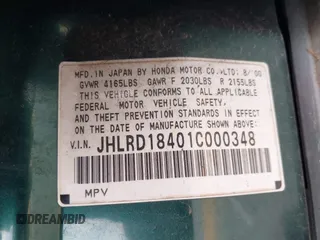 MFD.IN JAPAN BY HONDA MOTOR CO.,LTD: 8/00
GVWR 4165LBS GAWR F 2030LBS R 2155LBS
THIS VEHICLE CONFORMS TO ALL APPLICABLE
FEDERAL MOTOR VEHICLE SAFETY,
AND THEFT PREVENTION STANDARDS IN EFFECT
ON THE DATE OF MANUFACTURE SHOWN ABOVE:
V.I.N. JHLRD18401C000348
MPV
DREAMBID.COM